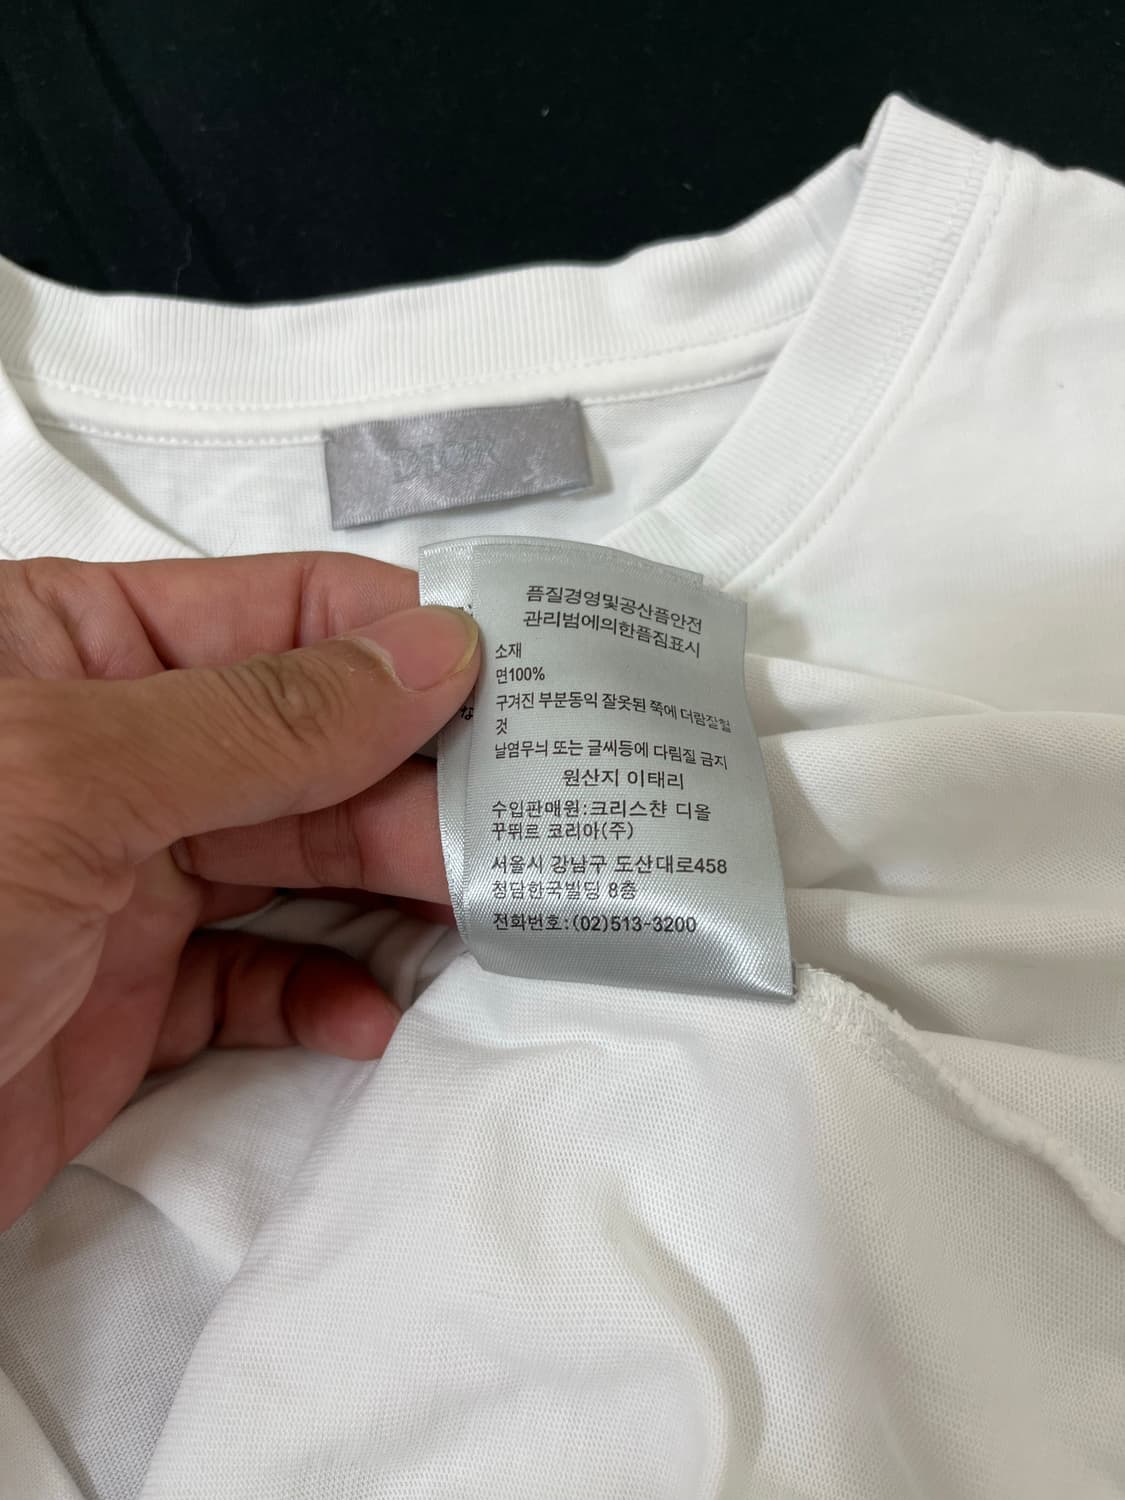 DIOR
픔질경영및공산픔안전
관리범에의한픔짐표시
소재
면100%
구겨진 부분동익 잘옷된 쪽에 더람짙힐
것
날염무늬 또는 글씨등에 다림질 금지
원산지 이태리
수입판매원:크리스챤 디올
꾸뛰르 코리아(주)
서울시 강남구 도산대로458
청담한국빌딩 8층
전화번호:(02)513-3200
な